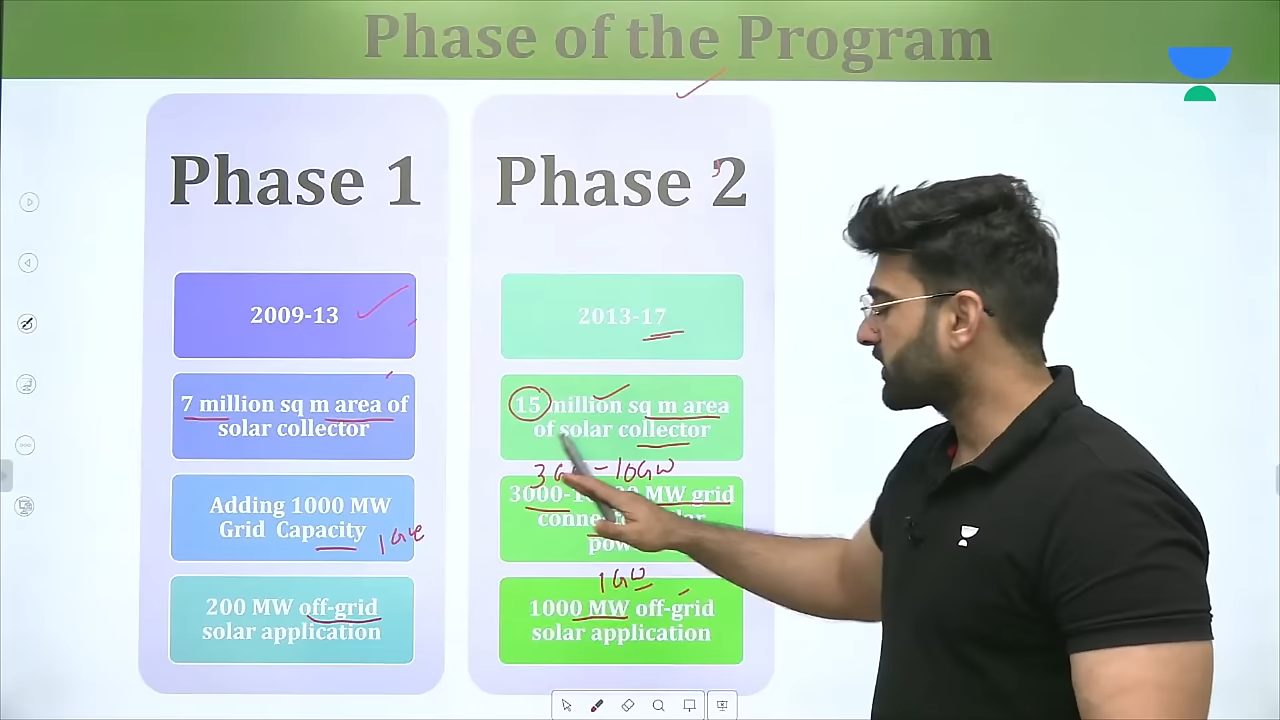 Phase of the Program
Phase 1
2009-13
7 million sq m area of
solar collector
Adding 1000 MW
Grid Capacity
200 MW off-grid
solar application
Phase 2
2013-17
15 million sq m area
of solar collector
3 - 10GW
MW grid
1GW
1000 MW off-grid
solar application